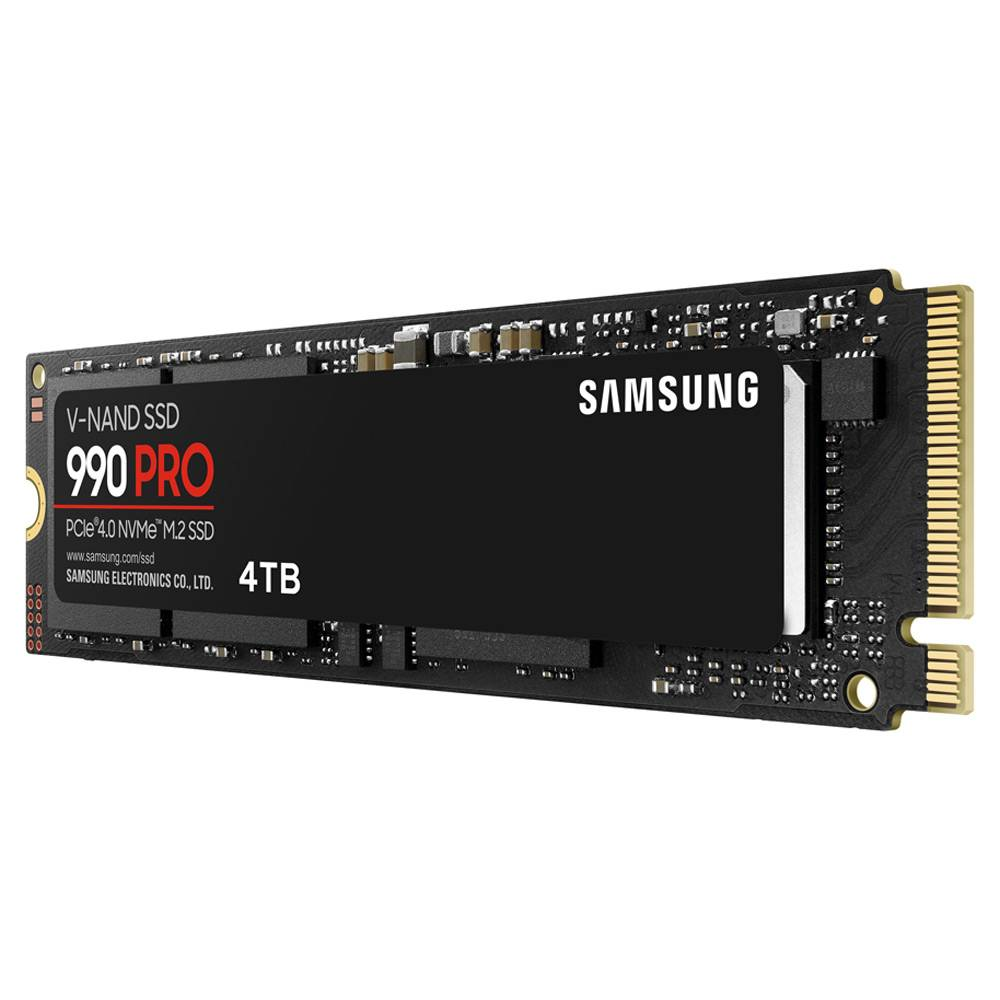 SAMSUNG
V-NAND SSD
990 PRO
PCIe®4.0 NVMe™ M.2 SSD
www.samsung.com/ssd
SAMSUNG ELECTRONICS CO., LTD.
4TB